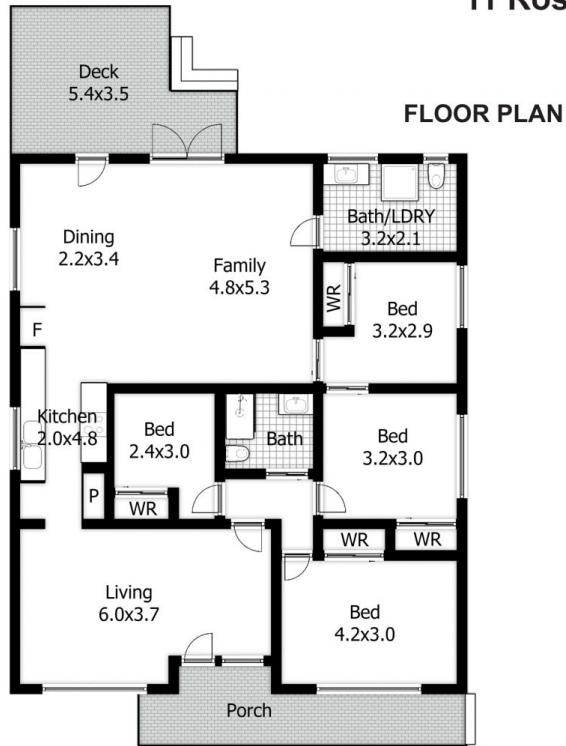 FLOOR PLAN
Deck
5.4x3.5
Dining
2.2x3.4
Family
4.8x5.3
Bath/LDRY
3.2x2.1
WR
Bed
3.2x2.9
F
Kitchen
2.0x4.8
P
Bed
2.4x3.0
WR
Bath
Bed
3.2x3.0
WR
WR
Living
6.0x3.7
Bed
4.2x3.0
Porch